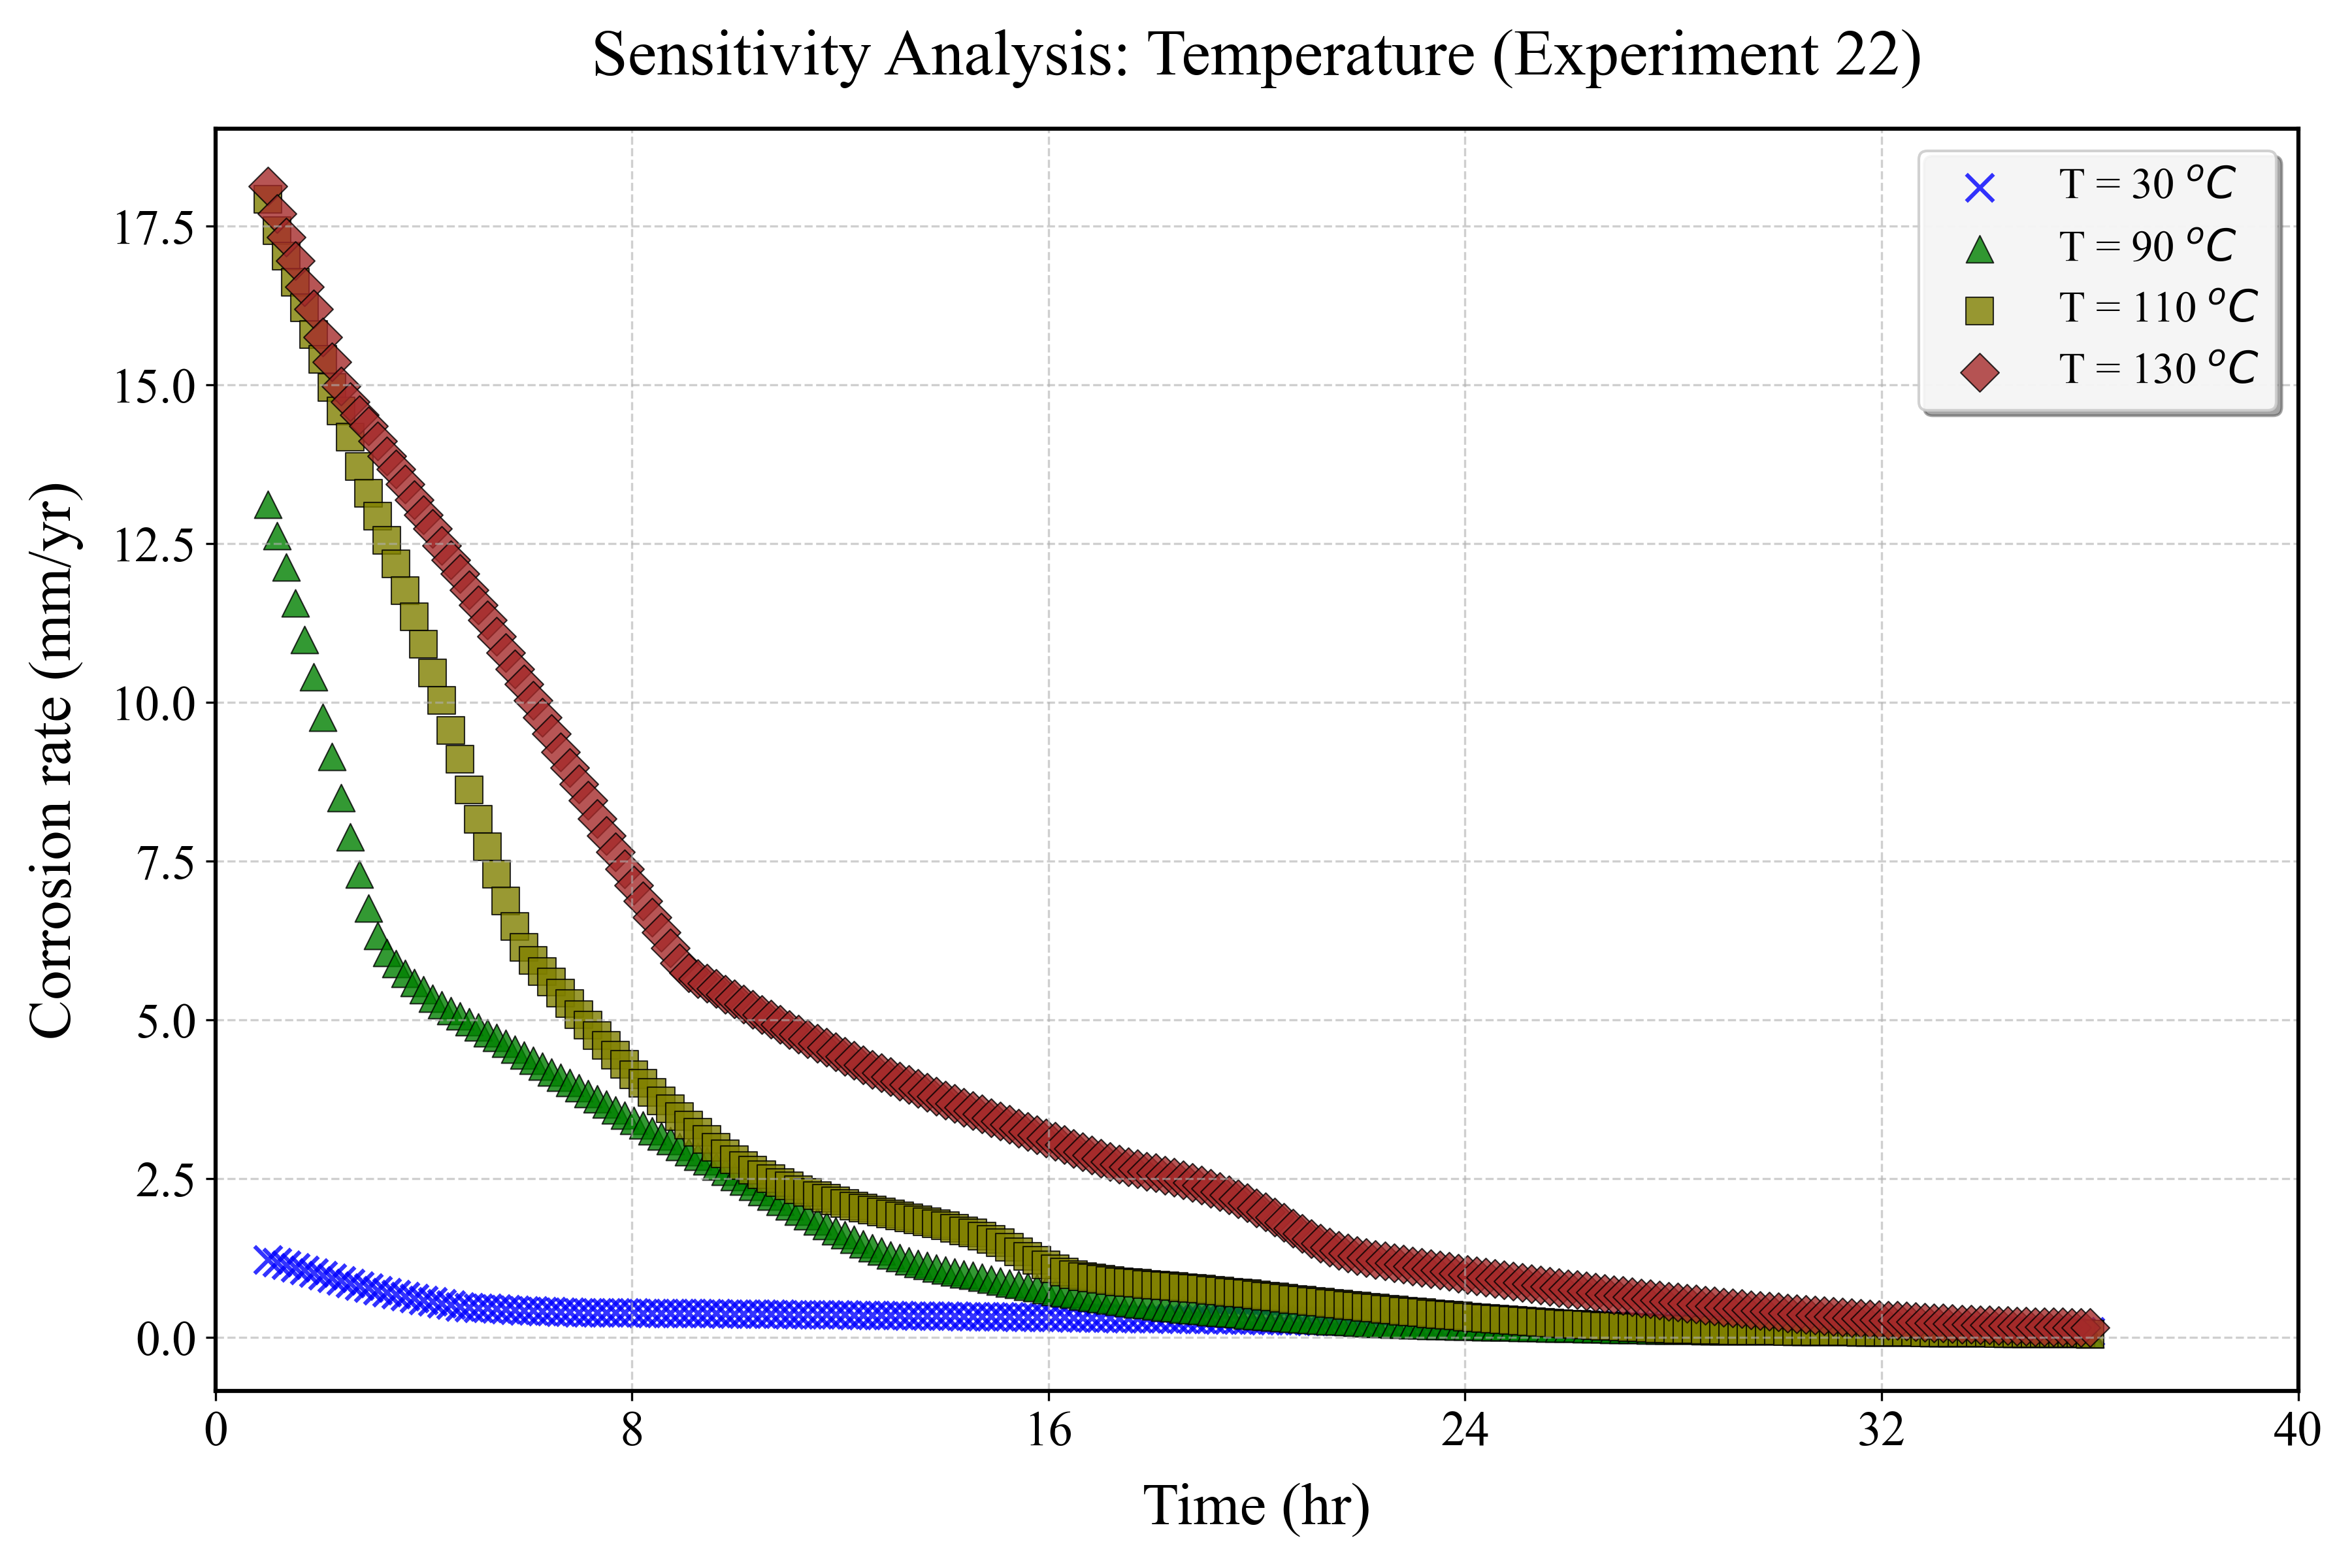 Sensitivity Analysis: Temperature (Experiment 22)
T = 30 °C
T = 90 °C
T = 110 °C
T = 130 °C
Corrosion rate (mm/yr)
17.5
15.0
12.5
10.0
7.5
5.0
2.5
0.0
0 8 16 24 32 40
Time (hr)